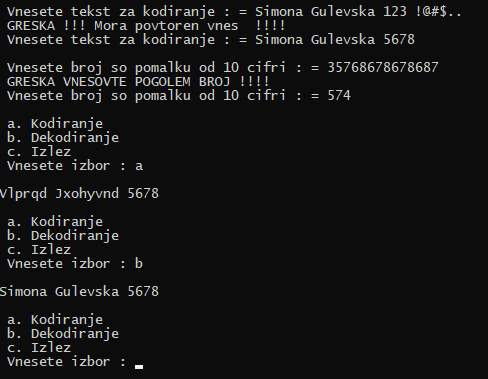 Vnesete tekst za kodiranje : = Simona Gulevska 123 !@#$..
GRESKA !!! Mora povtoren vnes  !!!!
Vnesete tekst za kodiranje : = Simona Gulevska 5678
Vnesete broj so pomalku od 10 cifri : = 35768678678687
GRESKA VNESOVTE POGOLEM BROJ !!!!
Vnesete broj so pomalku od 10 cifri : = 574
a. Kodiranje
b. Dekodiranje
c. Izlez
Vnesete izbor : a
Vlprqd Jxohyvnd 5678
a. Kodiranje
b. Dekodiranje
c. Izlez
Vnesete izbor : b
Simona Gulevska 5678
a. Kodiranje
b. Dekodiranje
c. Izlez
Vnesete izbor :